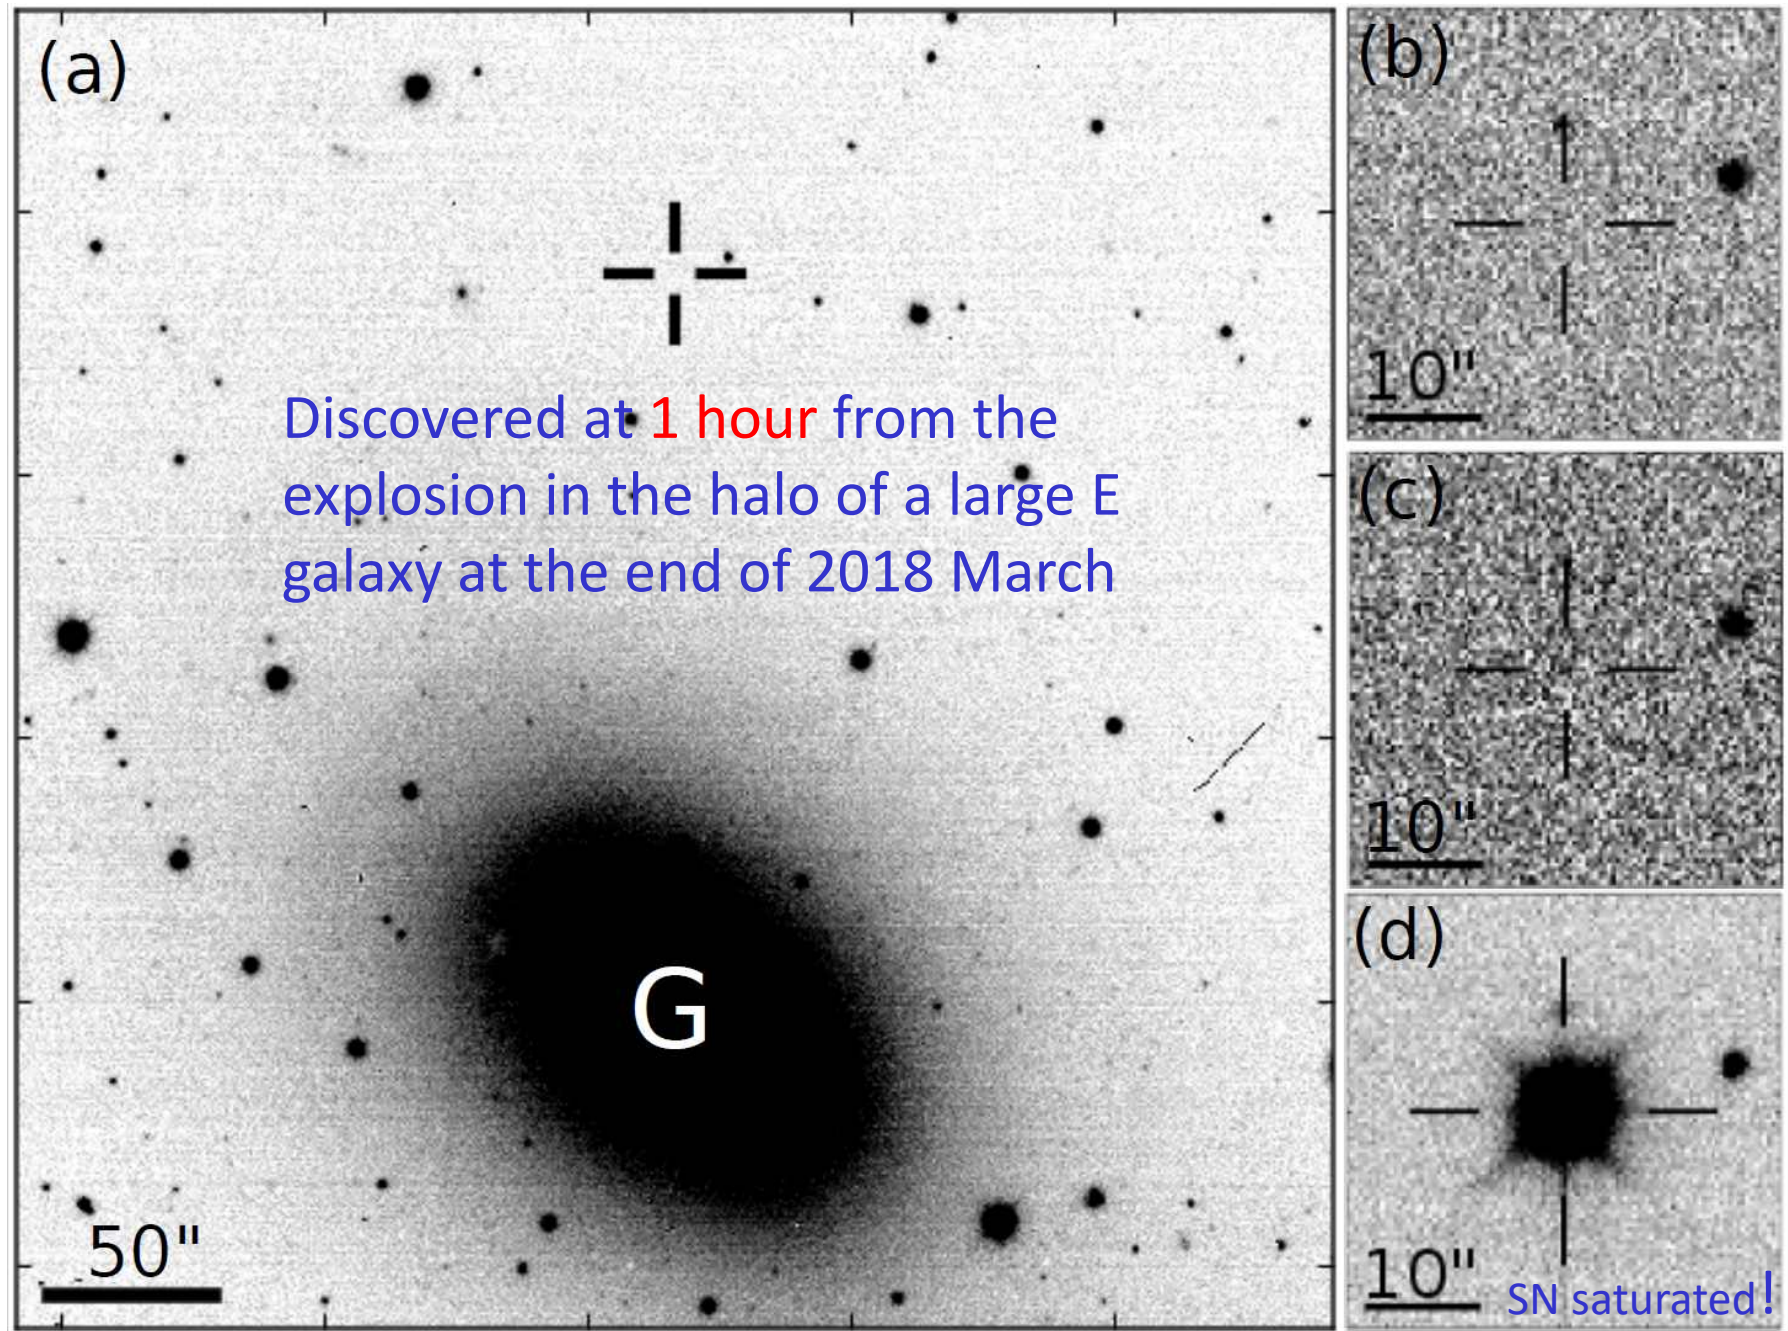 (a)
Discovered at 1 hour from the
explosion in the halo of a large E
galaxy at the end of 2018 March
G
50"
(b)
10"
(c)
10"
(d)
10"
SN saturated!